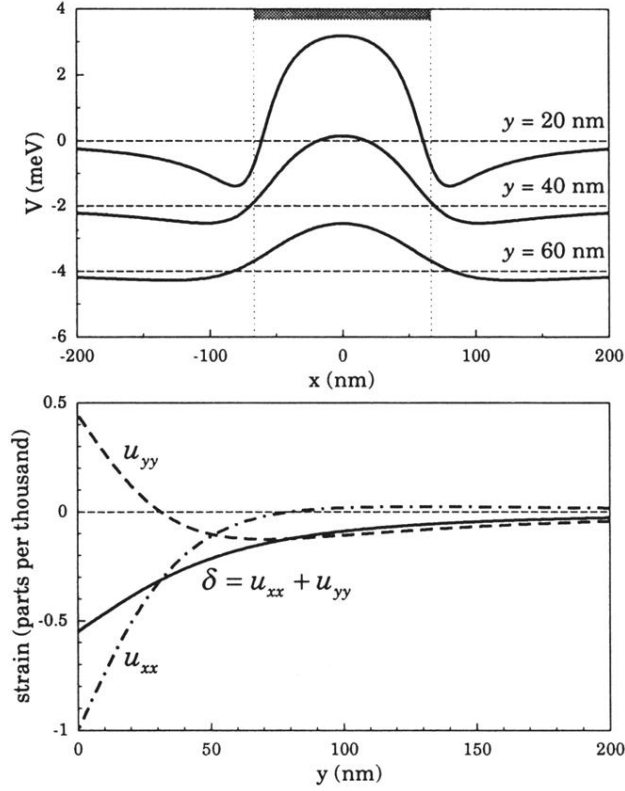 4
2
y = 20 nm
0
V (meV)
y = 40 nm
-2
y = 60 nm
-4
-6
-200 -100 0 100 200
x (nm)
0.5
u_yy
strain (parts per thousand)
0
δ = u_xx + u_yy
-0.5
u_xx
-1
0 50 100 150 200
y (nm)